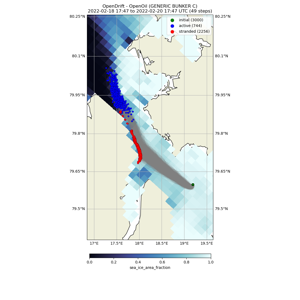 OpenDrift - OpenOil (GENERIC BUNKER C)
2022-02-18 17:47 to 2022-02-20 17:47 UTC (49 steps)
80.25°N
80.25°N
initial (3000)
active (744)
stranded (2256)
80.1°N
80.1°N
79.95°N
79.95°N
79.8°N
79.8°N
79.65°N
79.65°N
79.5°N
79.5°N
17°E 17.5°E 18°E 18.5°E 19°E 19.5°E
0.0 0.2 0.4 0.6 0.8 1.0
sea_ice_area_fraction